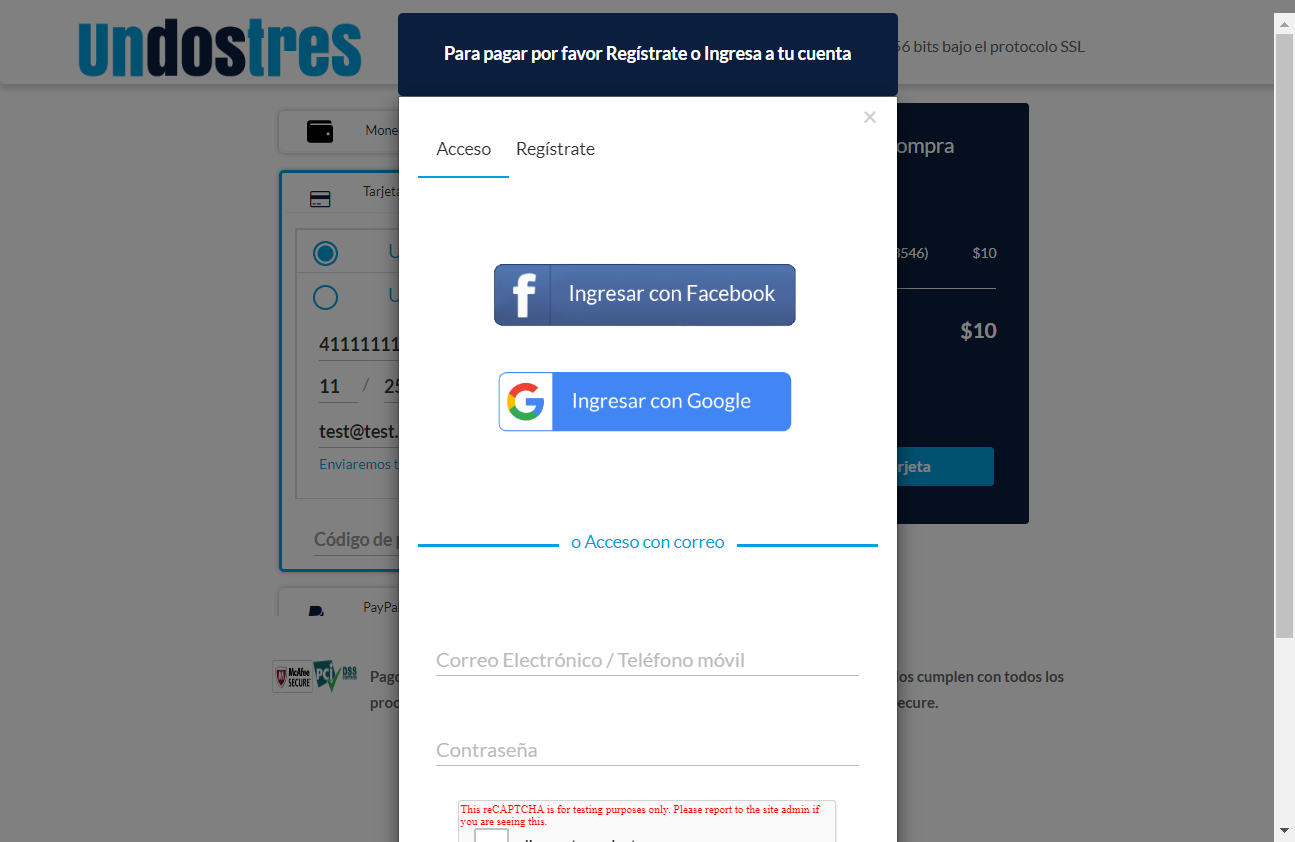 undostres
Para pagar por favor Regístrate o Ingresa a tu cuenta
56 bits bajo el protocolo SSL
×
Acceso Regístrate
Ingresar con Facebook
Ingresar con Google
o Acceso con correo
Correo Electrónico / Teléfono móvil
Contraseña
This reCAPTCHA is for testing purposes only. Please report to the site admin if
you are seeing this.
Mone
Tarjeta
U
U
41111111
11 / 25
test@test.
Enviaremos t
Código de
PayPa
ompra
3546) $10
$10
rjeta
McAfee
SECURE
PCI DSS
Pago
os cumplen con todos los
proc
ecure.